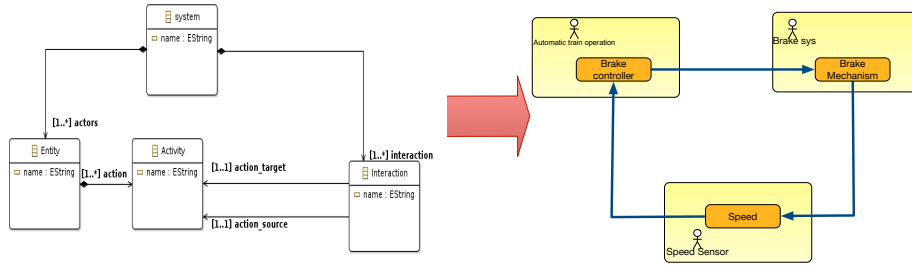 system
name : EString
[1..*] actors
Entity
name : EString
[1..*] action
Activity
name : EString
[1..1] action_target
[1..1] action_source
[1..*] interaction
Interaction
name : EString
Automatic train operation
Brake
controller
Brake sys
Brake
Mechanism
Speed
Speed Sensor